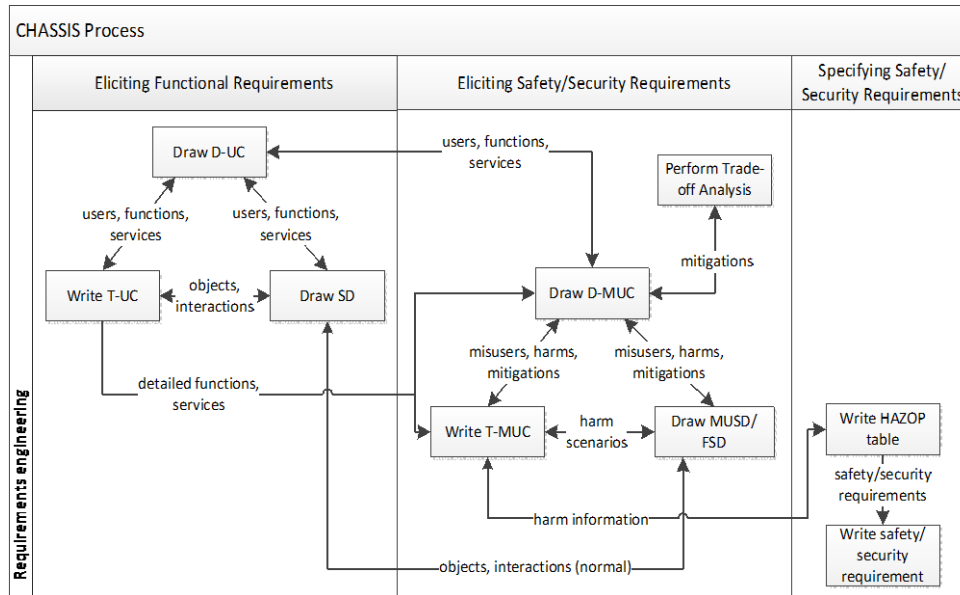 CHASSIS Process
Eliciting Functional Requirements
Eliciting Safety/Security Requirements
Specifying Safety/
Security Requirements
Requirements engineering
Draw D-UC
users, functions,
services
users, functions,
services
Write T-UC
objects,
interactions
Draw SD
detailed functions,
services
users, functions,
services
Perform Trade-
off Analysis
mitigations
Draw D-MUC
misusers, harms,
mitigations
misusers, harms,
mitigations
Write T-MUC
harm
scenarios
Draw MUSD/
FSD
harm information
objects, interactions (normal)
Write HAZOP
table
safety/security
requirements
Write safety/
security
requirement